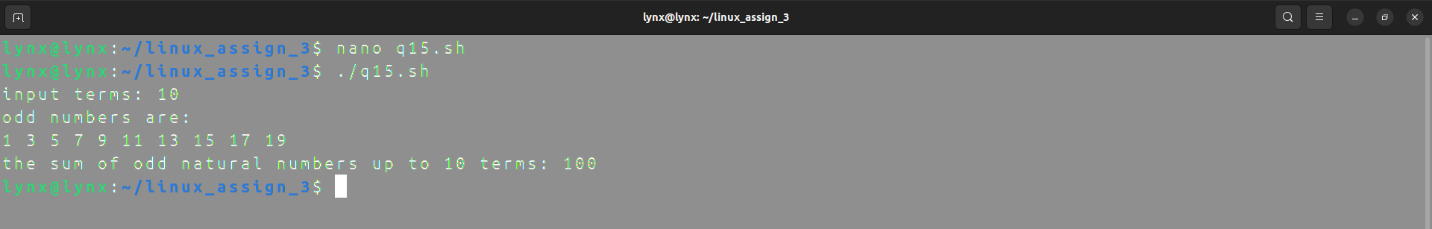 lynx@lynx: ~/linux_assign_3
lynx@lynx:~/linux_assign_3$ nano q15.sh
lynx@lynx:~/linux_assign_3$ ./q15.sh
input terms: 10
odd numbers are:
1 3 5 7 9 11 13 15 17 19
the sum of odd natural numbers up to 10 terms: 100
lynx@lynx:~/linux_assign_3$